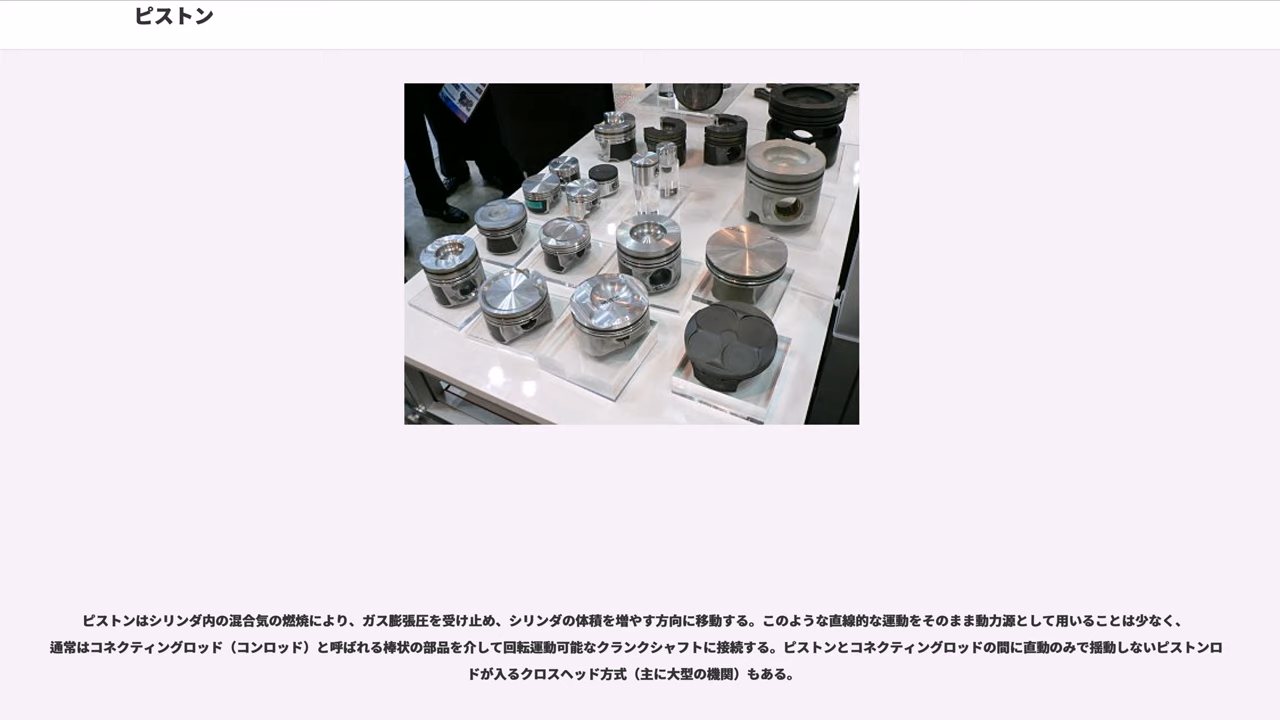 ピストン
ピストンはシリンダ内の混合気の燃焼により、ガス膨張圧を受け止め、シリンダの体積を増やす方向に移動する。このような直線的な運動をそのまま動力源として用いることは少なく、
通常はコネクティングロッド（コンロッド）と呼ばれる棒状の部品を介して回転運動可能なクランクシャフトに接続する。ピストンとコネクティングロッドの間に直動のみで揺動しないピストンロ
ドが入るクロスヘッド方式（主に大型の機関）もある。